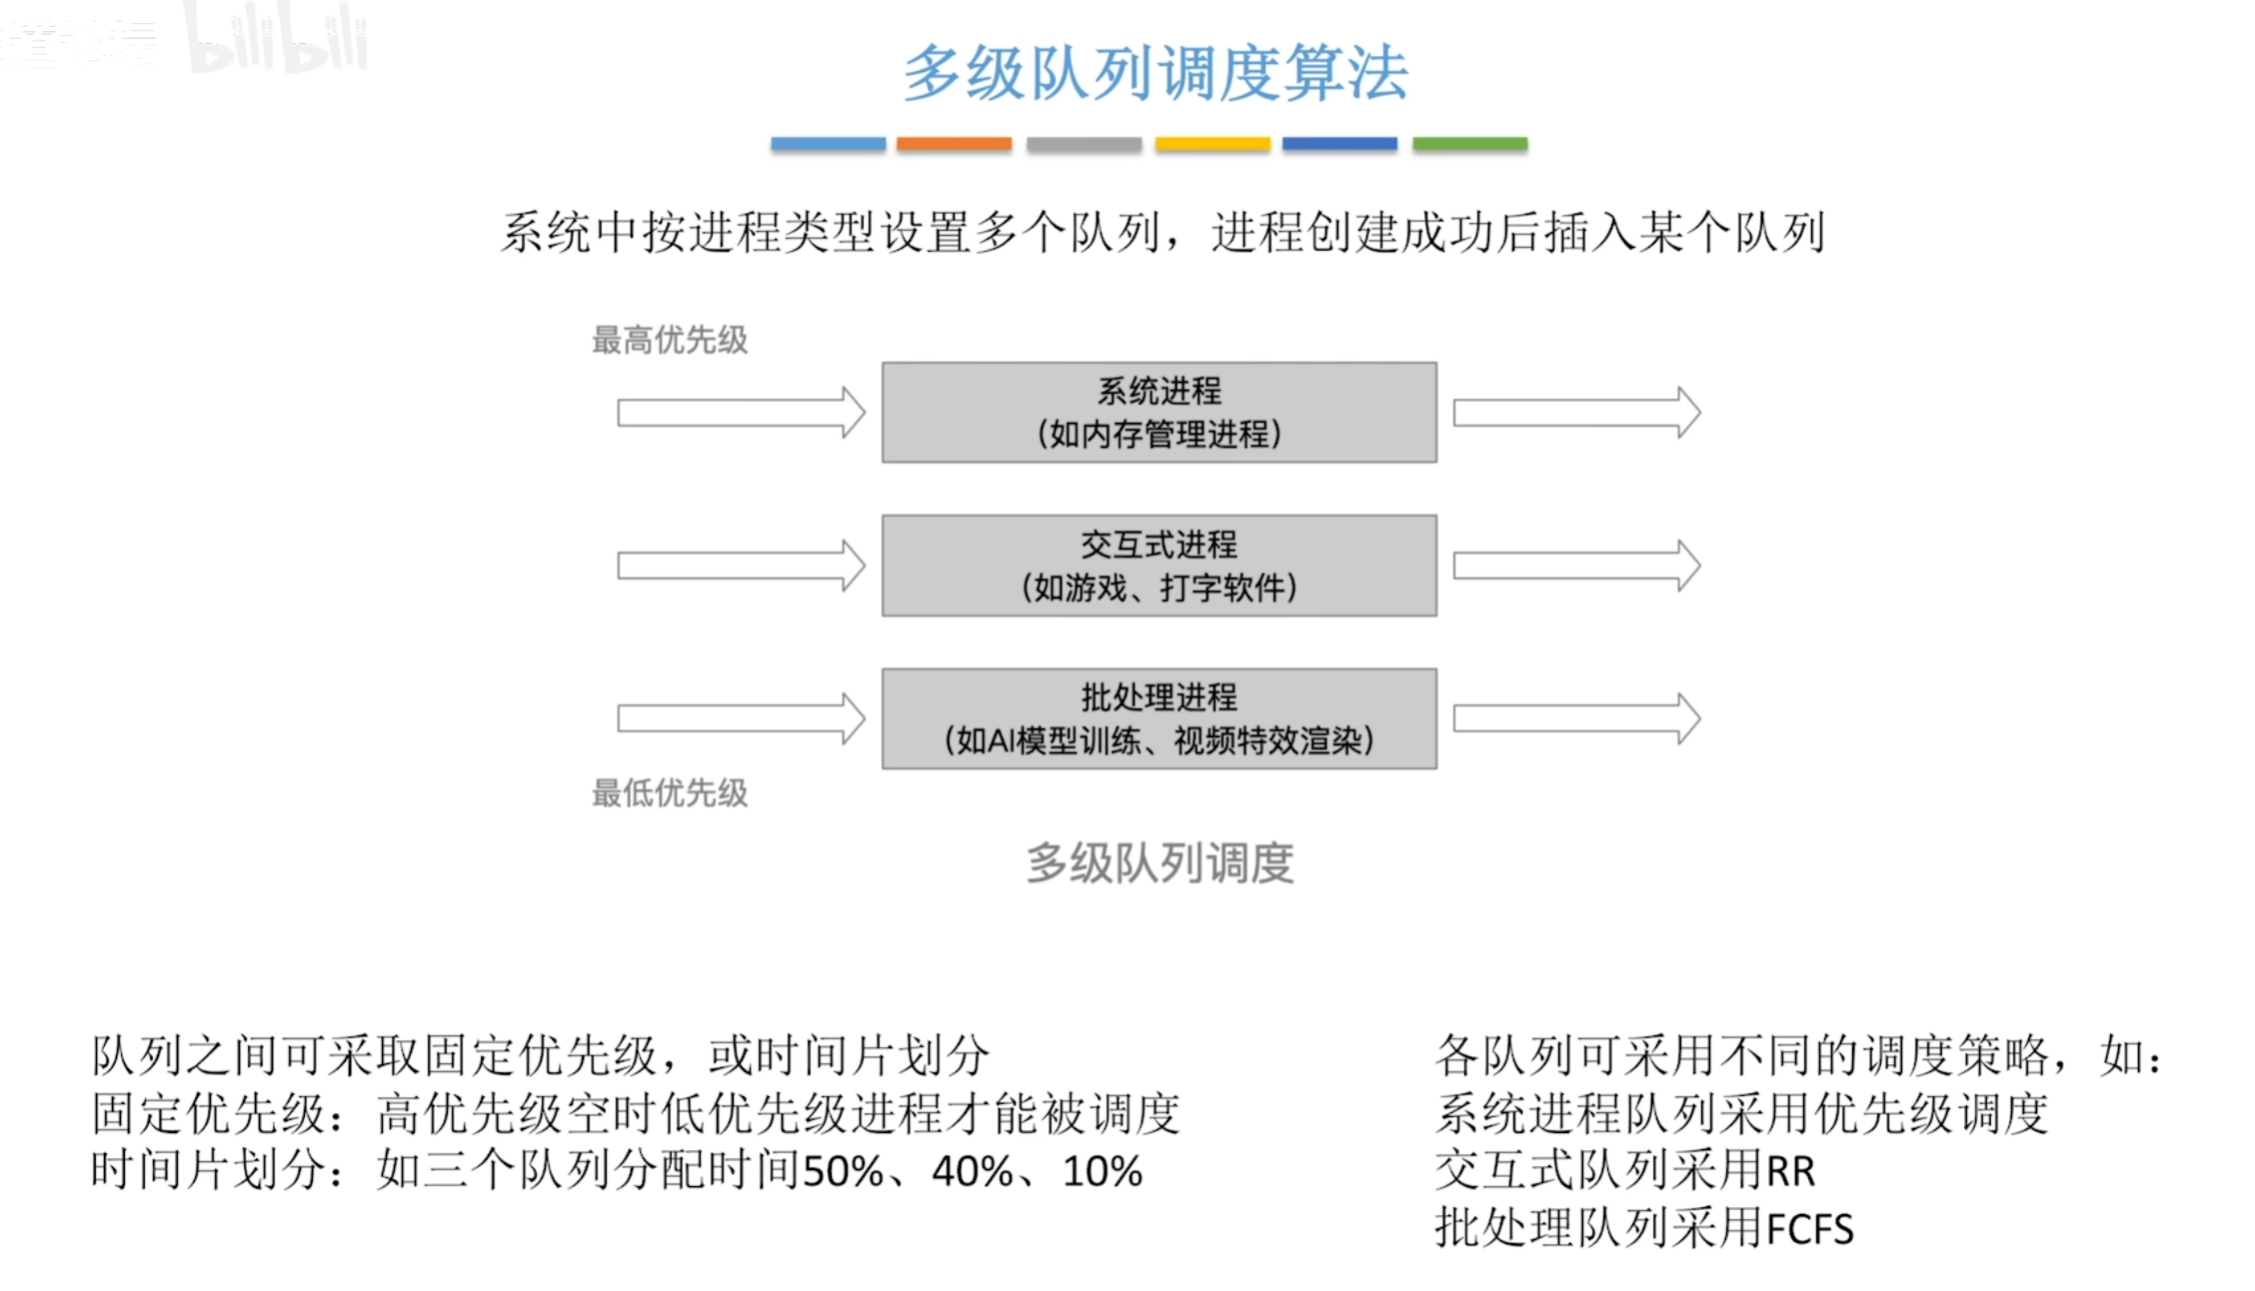 bilibili
多级队列调度算法
系统中按进程类型设置多个队列，进程创建成功后插入某个队列
最高优先级
系统进程
（如内存管理进程）
交互式进程
（如游戏、打字软件）
批处理进程
（如AI模型训练、视频特效渲染）
最低优先级
多级队列调度
队列之间可采取固定优先级，或时间片划分
固定优先级：高优先级空时低优先级进程才能被调度
时间片划分：如三个队列分配时间50%、40%、10%
各队列可采用不同的调度策略，如：
系统进程队列采用优先级调度
交互式队列采用RR
批处理队列采用FCFS